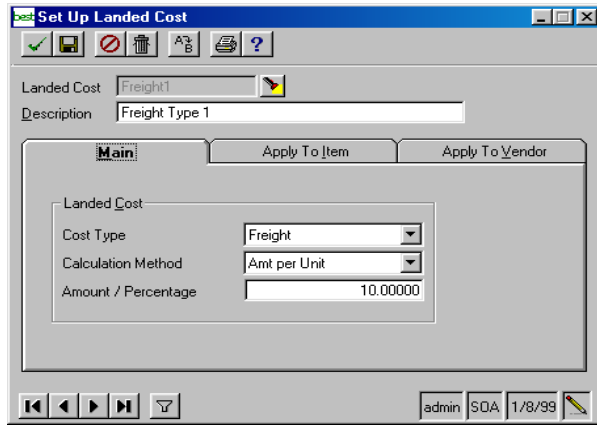 best Set Up Landed Cost
Landed Cost Freight1
Description Freight Type 1
Main Apply To Item Apply To Vendor
Landed Cost
Cost Type Freight
Calculation Method Amt per Unit
Amount / Percentage 10.00000
admin SOA 1/8/99